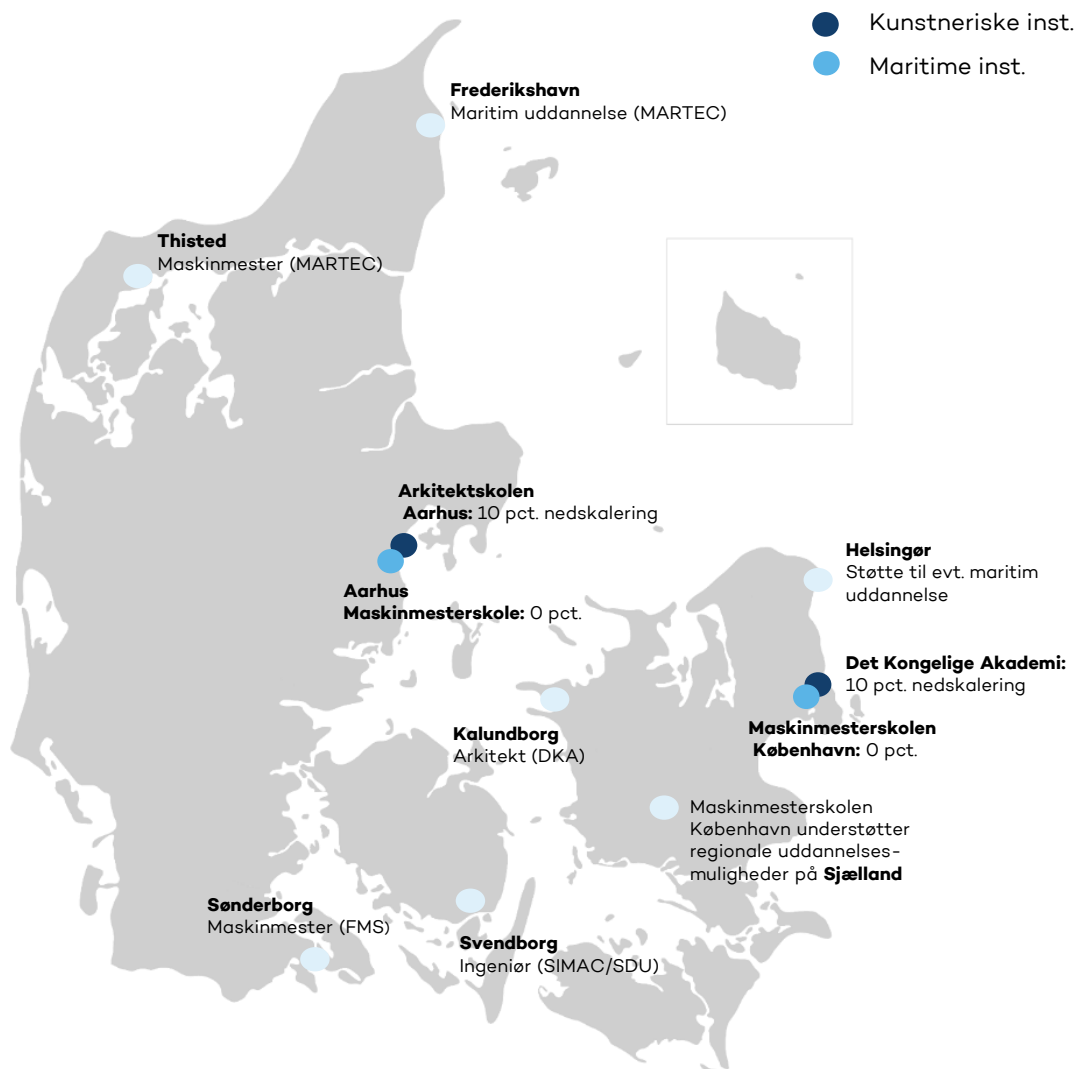 Kunstneriske inst.
Maritime inst.
Frederikshavn
Maritim uddannelse (MARTEC)
Thisted
Maskinmester (MARTEC)
Arkitektskolen
Aarhus: 10 pct. nedskalering
Aarhus
Maskinmesterskole: 0 pct.
Helsingør
Støtte til evt. maritim
uddannelse
Det Kongelige Akademi:
10 pct. nedskalering
Maskinmesterskolen
København: 0 pct.
Kalundborg
Arkitekt (DKA)
Maskinmesterskolen
København understøtter
regionale uddannelses-
muligheder på Sjælland
Sønderborg
Maskinmester (FMS)
Svendborg
Ingeniør (SIMAC/SDU)